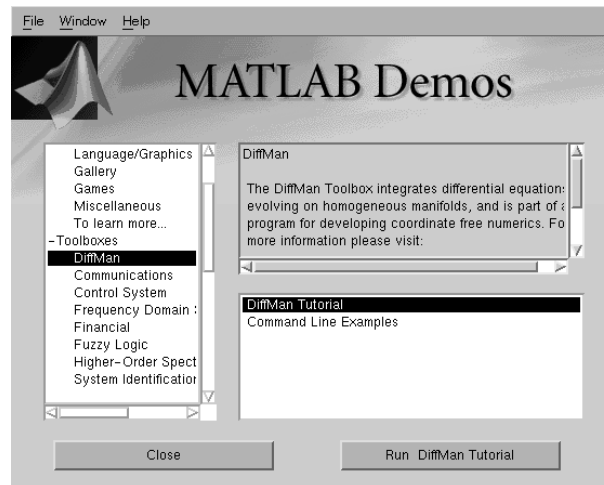 File Window Help
MATLAB Demos
Language/Graphics
Gallery
Games
Miscellaneous
To learn more...
-Toolboxes
DiffMan
Communications
Control System
Frequency Domain
Financial
Fuzzy Logic
Higher-Order Spect
System Identification
DiffMan
The DiffMan Toolbox integrates differential equations
evolving on homogeneous manifolds, and is part of a
program for developing coordinate free numerics. Fo
more information please visit:
DiffMan Tutorial
Command Line Examples
Close
Run DiffMan Tutorial